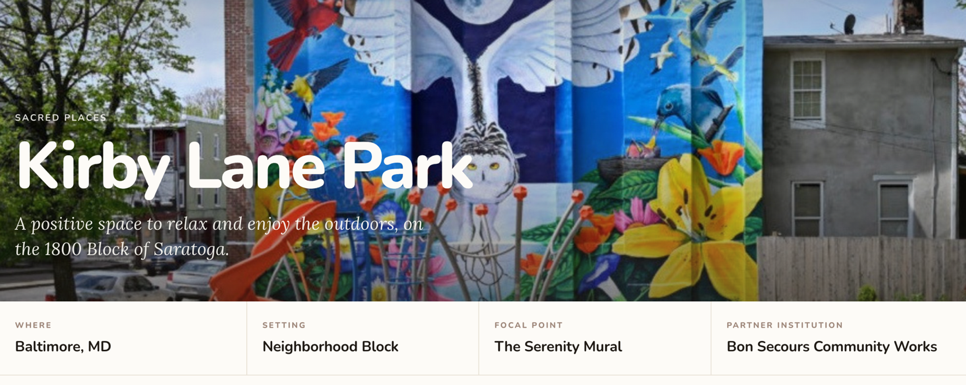 SACRED PLACES
Kirby Lane Park
A positive space to relax and enjoy the outdoors, on
the 1800 Block of Saratoga.
WHERE
Baltimore, MD
SETTING
Neighborhood Block
FOCAL POINT
The Serenity Mural
PARTNER INSTITUTION
Bon Secours Community Works